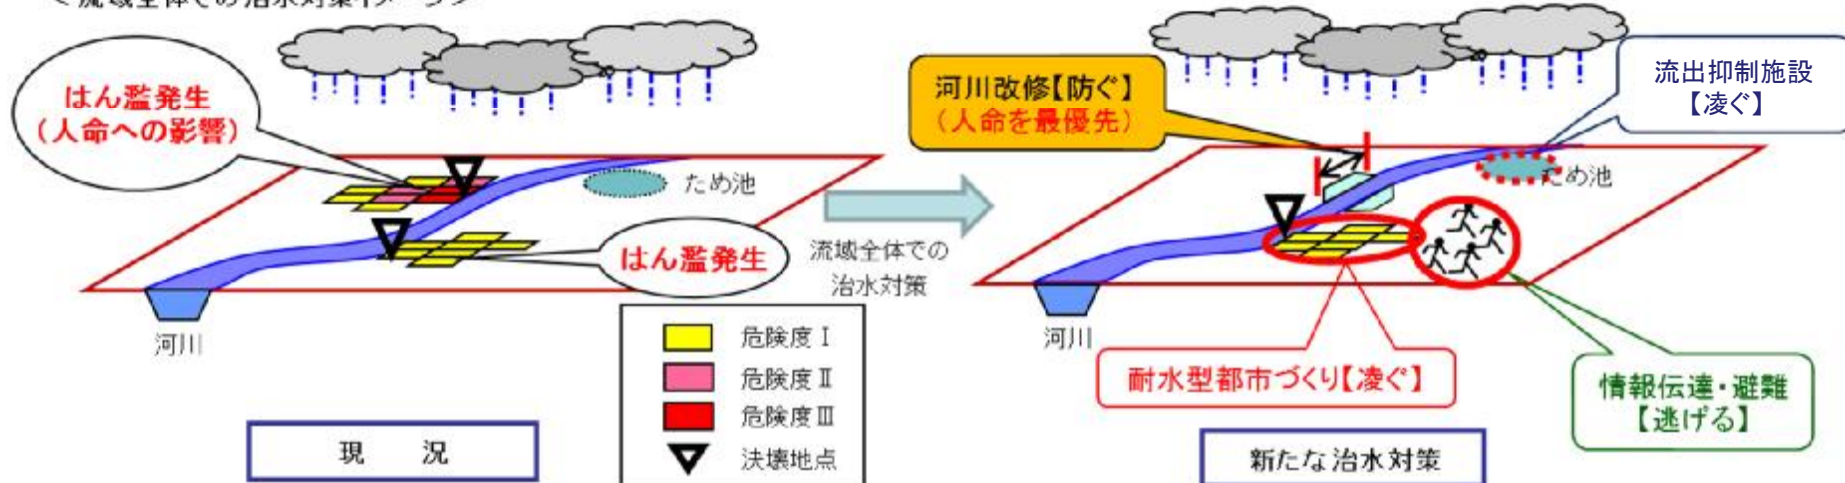 はん濫発生
(人命への影響)
ため池
はん濫発生
河川
危険度Ⅰ
危険度Ⅱ
危険度Ⅲ
決壊地点
現 況
流域全体での
治水対策
河川改修【防ぐ】
(人命を最優先)
流出抑制施設
【凌ぐ】
ため池
河川
耐水型都市づくり【凌ぐ】
情報伝達・避難
【逃げる】
新たな治水対策